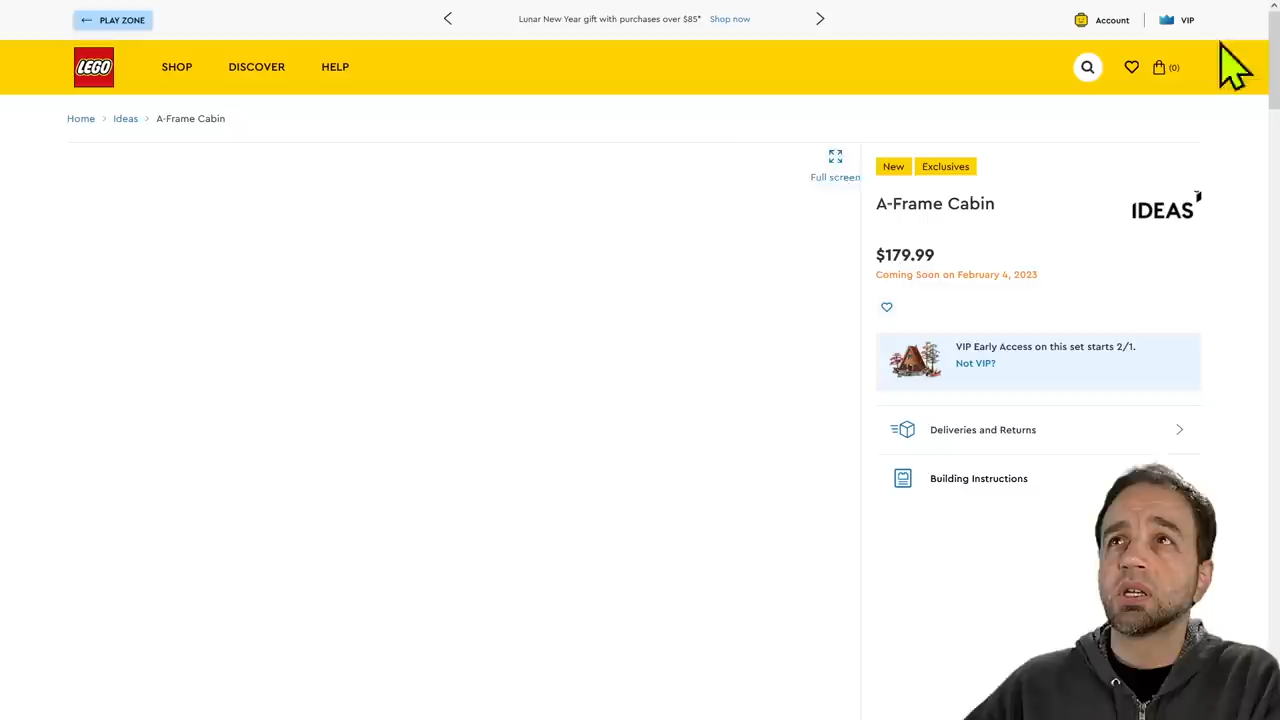 ← PLAY ZONE
Lunar New Year gift with purchases over $85* Shop now
Account
VIP
LEGO
SHOP
DISCOVER
HELP
(0)
Home > Ideas > A-Frame Cabin
Full screen
New
Exclusives
A-Frame Cabin
IDEAS
$179.99
Coming Soon on February 4, 2023
VIP Early Access on this set starts 2/1.
Not VIP?
Deliveries and Returns
Building Instructions